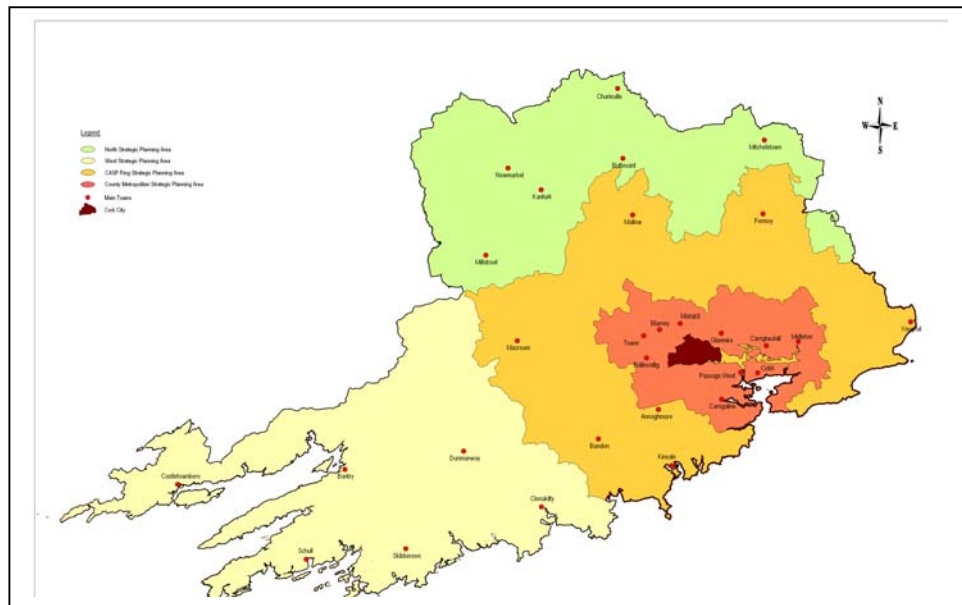 Legend
North Strategic Planning Area
West Strategic Planning Area
CASP Ring Strategic Planning Area
County Metropolitan Strategic Planning Area
Main Towns
Cork City
N
W E
S
Charleville
Mitchelstown
Buttevant
Newmarket
Kanturk
Mallow
Fermoy
Millstreet
Monard
Blarney
Youghal
Tower
Glanmire
Carrigtwohill
Midleton
Macroom
Ballincollig
Passage West
Cobh
Carrigaline
Annaghmore
Bandon
Kinsale
Dunmanway
Bantry
Castletownbere
Clonakilty
Schull
Skibbereen